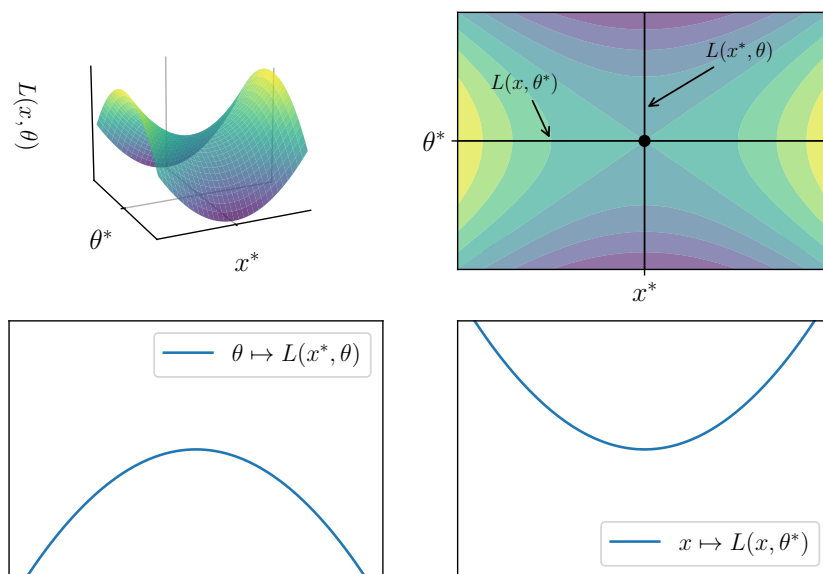 L(x, θ)
θ*
x*
L(x*, θ)
L(x, θ*)
θ*
x*
θ ↦ L(x*, θ)
x ↦ L(x, θ*)